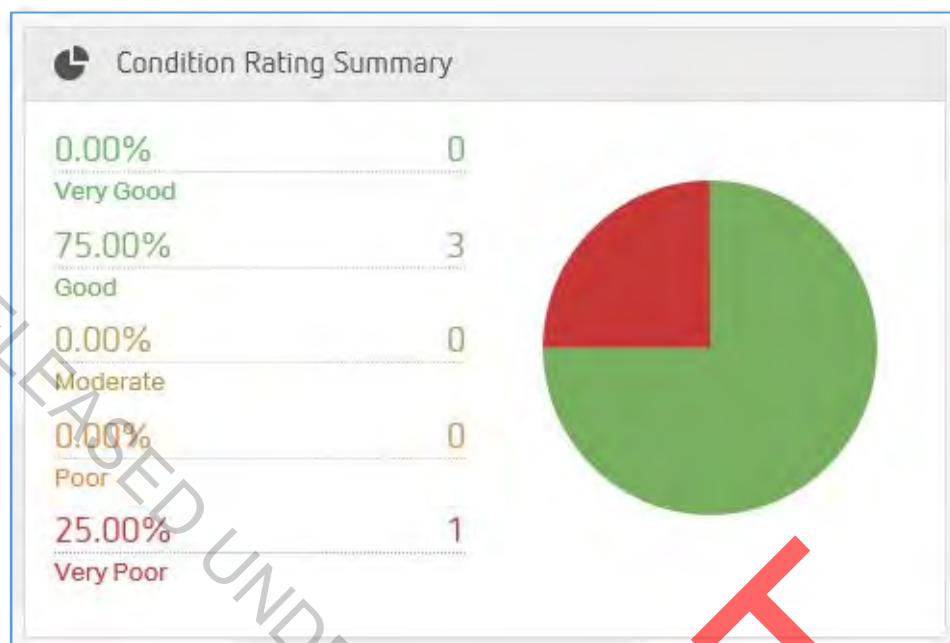 Condition Rating Summary
0.00% 0
Very Good
75.00% 3
Good
0.00% 0
Moderate
0.00% 0
Poor
25.00% 1
Very Poor
UNDE